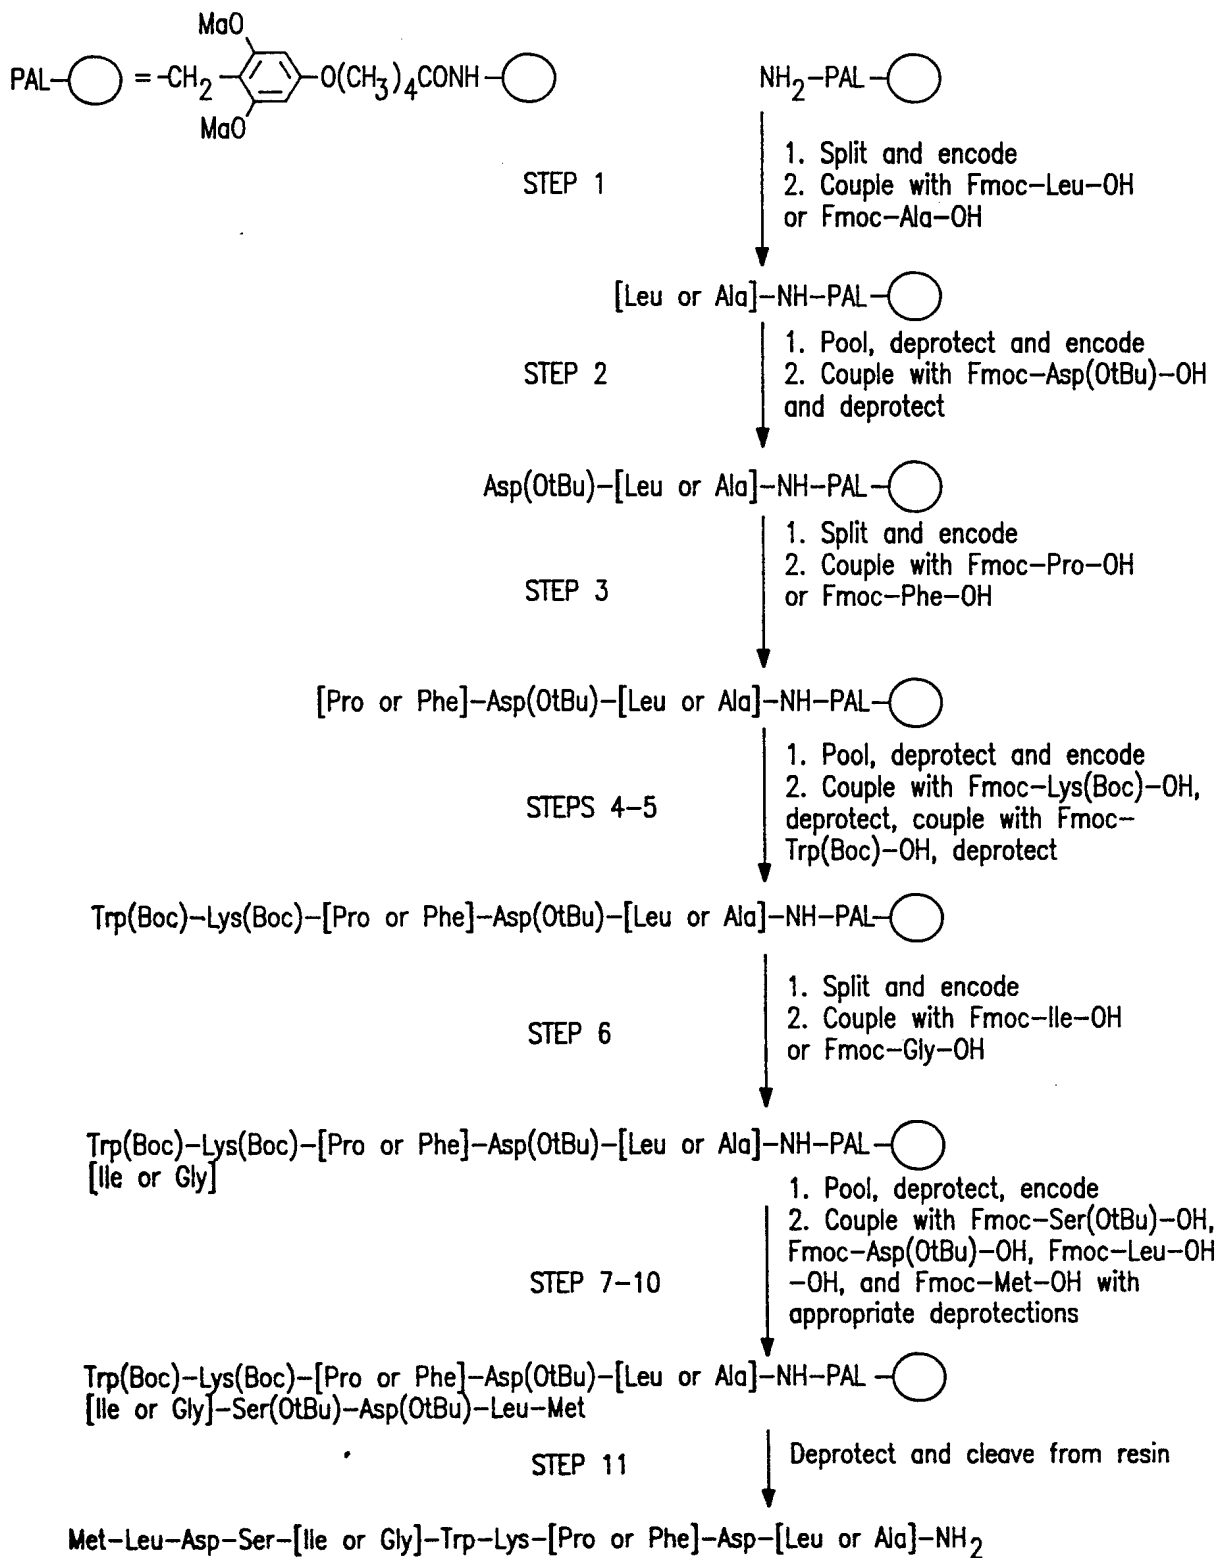 MaO
PAL– =–CH2– –O(CH3)4CONH–
MaO
NH2–PAL–
STEP 1
1. Split and encode
2. Couple with Fmoc–Leu–OH
or Fmoc–Ala–OH
[Leu or Ala]–NH–PAL–
STEP 2
1. Pool, deprotect and encode
2. Couple with Fmoc–Asp(OtBu)–OH
and deprotect
Asp(OtBu)–[Leu or Ala]–NH–PAL–
STEP 3
1. Split and encode
2. Couple with Fmoc–Pro–OH
or Fmoc–Phe–OH
[Pro or Phe]–Asp(OtBu)–[Leu or Ala]–NH–PAL–
STEPS 4–5
1. Pool, deprotect and encode
2. Couple with Fmoc–Lys(Boc)–OH,
deprotect, couple with Fmoc–
Trp(Boc)–OH, deprotect
Trp(Boc)–Lys(Boc)–[Pro or Phe]–Asp(OtBu)–[Leu or Ala]–NH–PAL–
STEP 6
1. Split and encode
2. Couple with Fmoc–Ile–OH
or Fmoc–Gly–OH
Trp(Boc)–Lys(Boc)–[Pro or Phe]–Asp(OtBu)–[Leu or Ala]–NH–PAL–
[Ile or Gly]
STEP 7–10
1. Pool, deprotect, encode
2. Couple with Fmoc–Ser(OtBu)–OH,
Fmoc–Asp(OtBu)–OH, Fmoc–Leu–OH
–OH, and Fmoc–Met–OH with
appropriate deprotections
Trp(Boc)–Lys(Boc)–[Pro or Phe]–Asp(OtBu)–[Leu or Ala]–NH–PAL–
[Ile or Gly]–Ser(OtBu)–Asp(OtBu)–Leu–Met
STEP 11
Deprotect and cleave from resin
Met–Leu–Asp–Ser–[Ile or Gly]–Trp–Lys–[Pro or Phe]–Asp–[Leu or Ala]–NH2